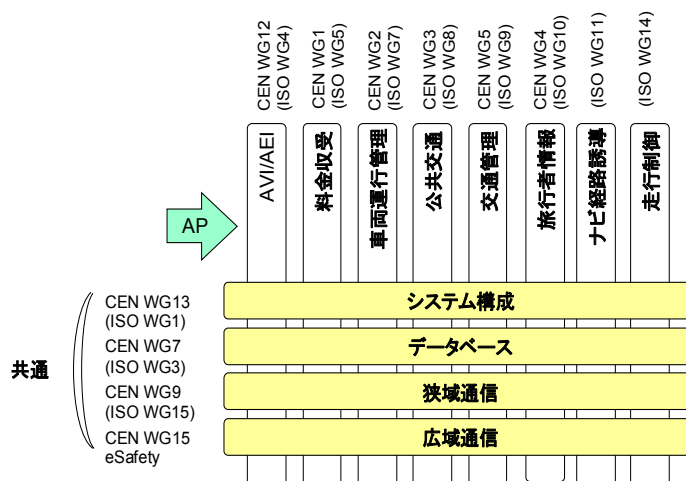 CEN WG12
(ISO WG4)
CEN WG1
(ISO WG5)
CEN WG2
(ISO WG7)
CEN WG3
(ISO WG8)
CEN WG5
(ISO WG9)
CEN WG4
(ISO WG10)
(ISO WG11)
(ISO WG14)
AVI/AEI
料金収受
車両運行管理
公共交通
交通管理
旅行者情報
ナビ経路誘導
走行制御
AP
共通
CEN WG13
(ISO WG1)
システム構成
CEN WG7
(ISO WG3)
データベース
CEN WG9
(ISO WG15)
狭域通信
CEN WG15
eSafety
広域通信